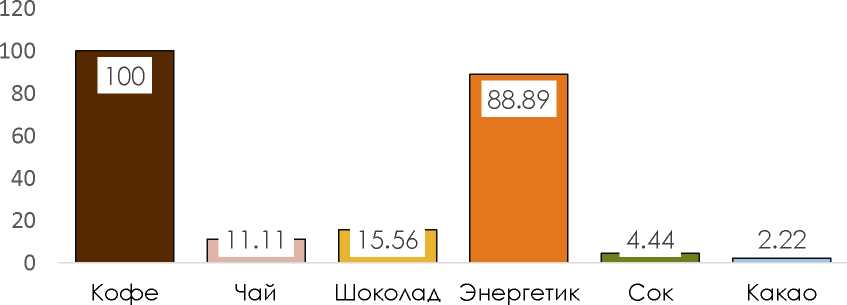 120
100
80
60
40
20
0
100
11.11
15.56
88.89
4.44
2.22
Кофе
Чай
Шоколад
Энергетик
Сок
Какао